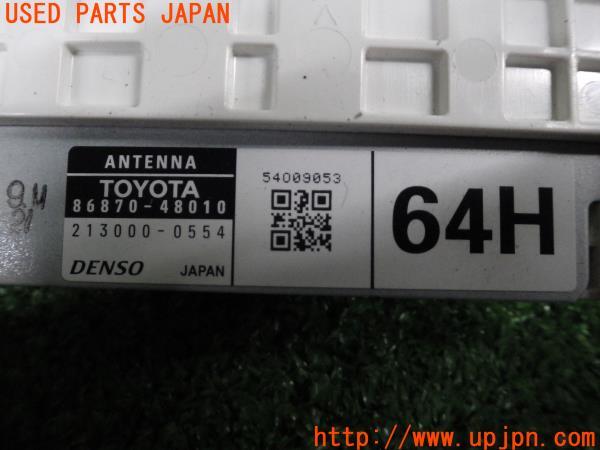 USED PARTS JAPAN
ANTENNA
TOYOTA
86870-48010
213000-0554
DENSO JAPAN
54009053
64H
http://www.upjpn.com